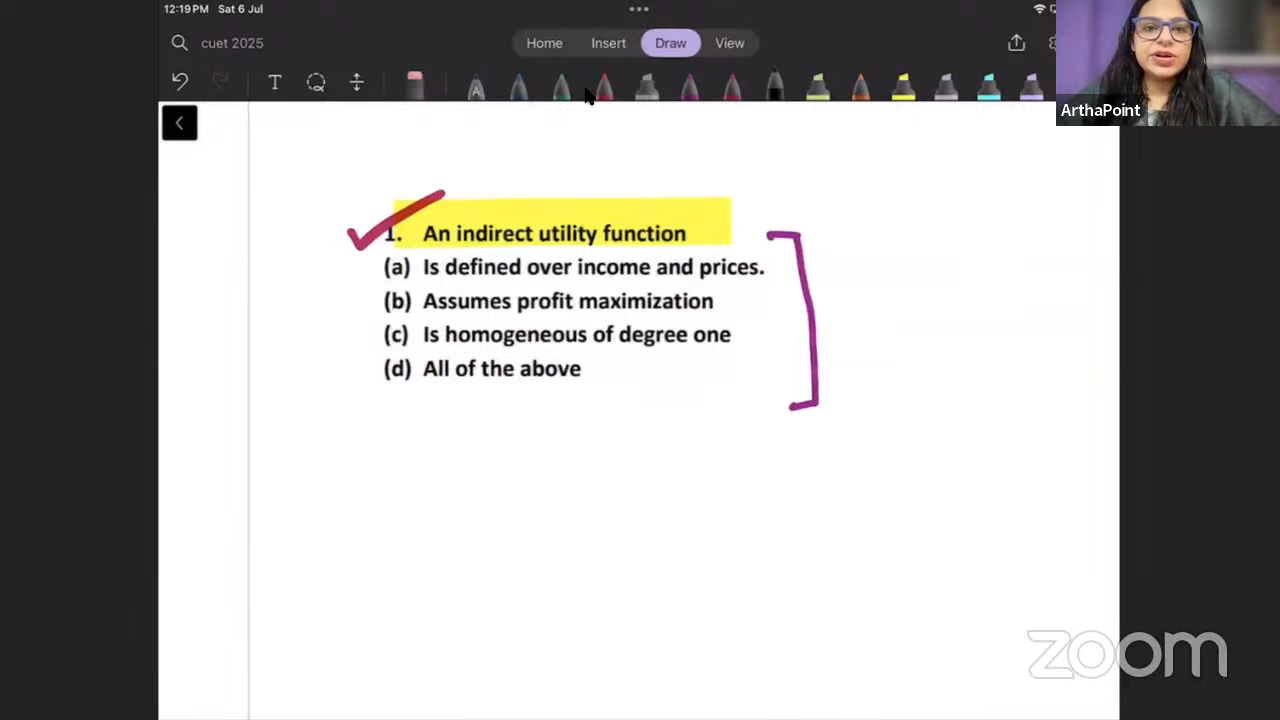 12:19 PM Sat 6 Jul
cuet 2025
Home Insert Draw View
T
A
ArthaPoint
1. An indirect utility function
(a) Is defined over income and prices.
(b) Assumes profit maximization
(c) Is homogeneous of degree one
(d) All of the above
zoom